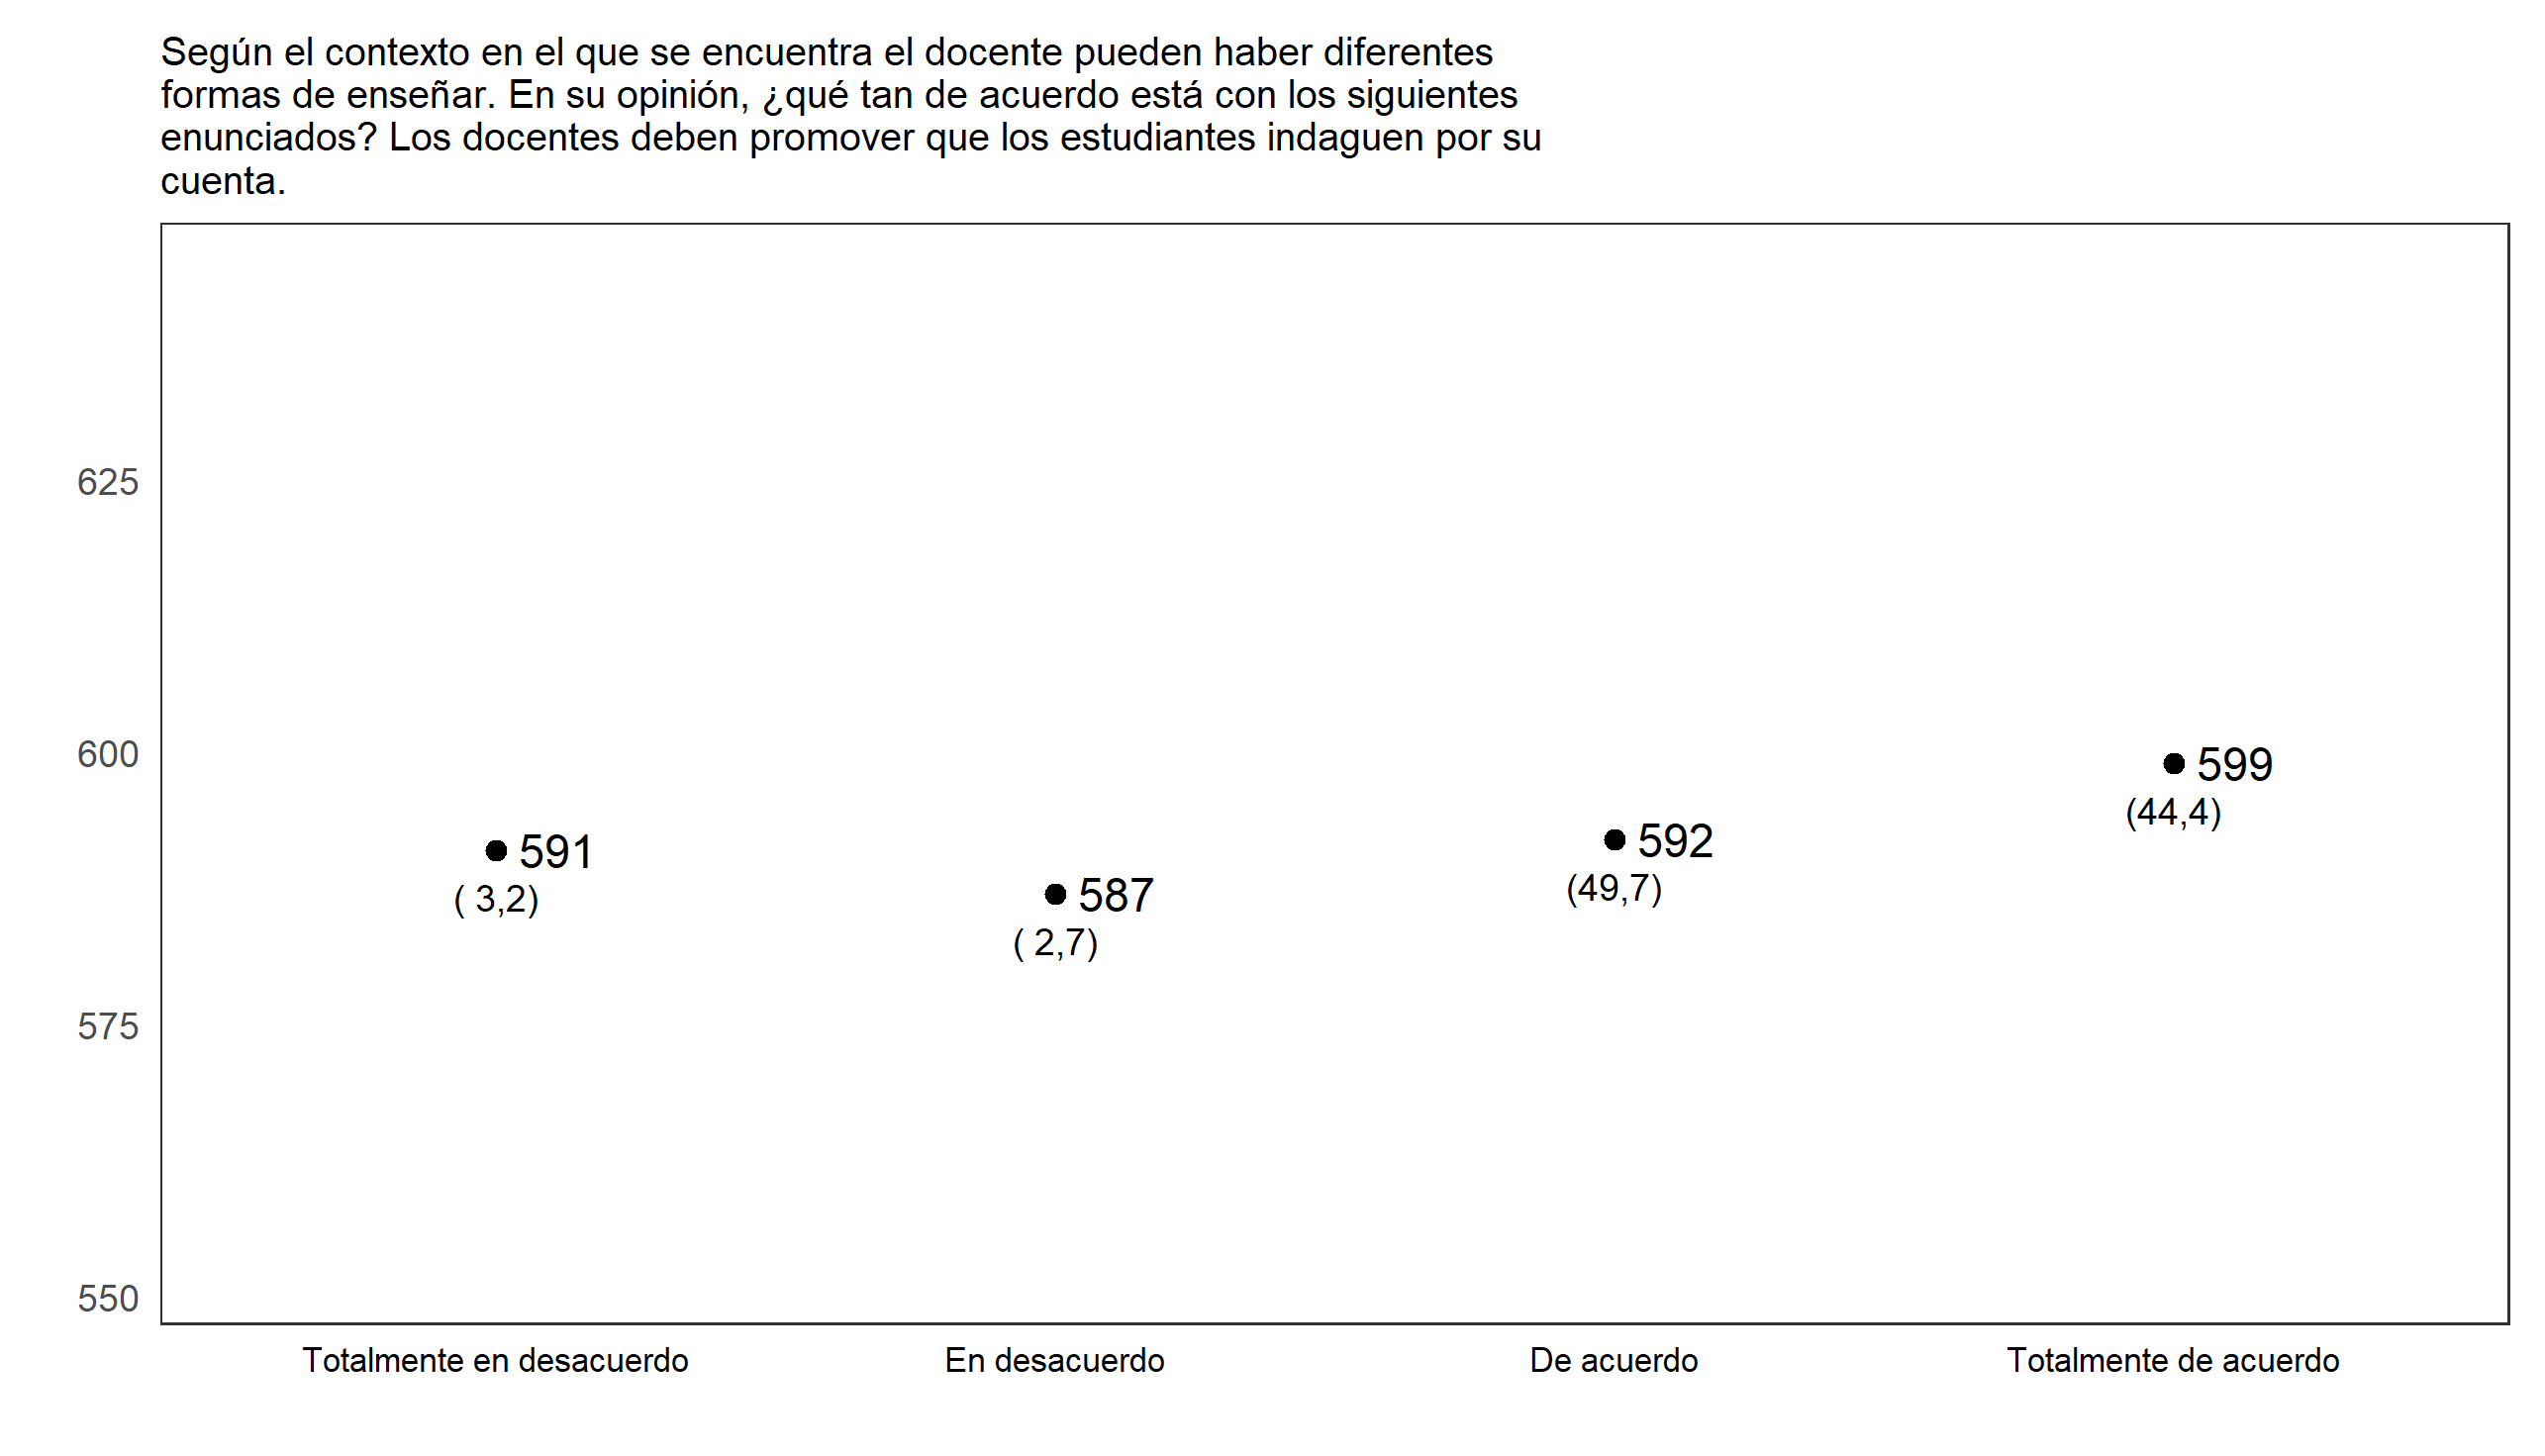 Según el contexto en el que se encuentra el docente pueden haber diferentes
formas de enseñar. En su opinión, ¿qué tan de acuerdo está con los siguientes
enunciados? Los docentes deben promover que los estudiantes indaguen por su
cuenta.
625
600
575
550
591
( 3,2)
587
( 2,7)
592
(49,7)
599
(44,4)
Totalmente en desacuerdo
En desacuerdo
De acuerdo
Totalmente de acuerdo